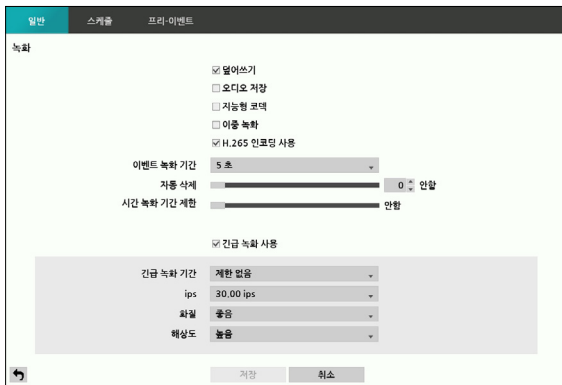 일반 스케줄 프리-이벤트
녹화
덮어쓰기
오디오 저장
지능형 코덱
이중 녹화
H.265 인코딩 사용
이벤트 녹화 기간 5 초
자동 삭제 0 안함
시간 녹화 기간 제한 안함
긴급 녹화 사용
긴급 녹화 기간 제한 없음
ips 30.00 ips
화질 좋음
해상도 높음
저장 취소